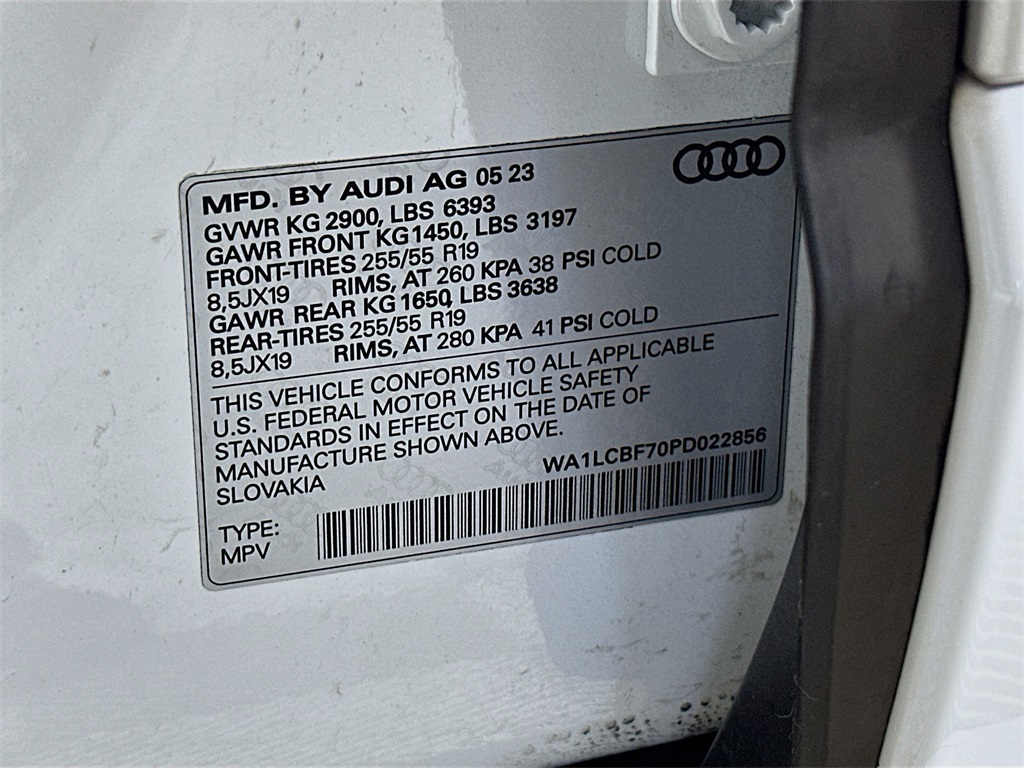 MFD. BY AUDI AG 05 23
GVWR KG 2900, LBS 6393
GAWR FRONT KG1450, LBS 3197
FRONT-TIRES 255/55 R19
8,5JX19 RIMS, AT 260 KPA 38 PSI COLD
GAWR REAR KG 1650, LBS 3638
REAR-TIRES 255/55 R19
8,5JX19 RIMS, AT 280 KPA 41 PSI COLD
THIS VEHICLE CONFORMS TO ALL APPLICABLE
U.S. FEDERAL MOTOR VEHICLE SAFETY
STANDARDS IN EFFECT ON THE DATE OF
MANUFACTURE SHOWN ABOVE.
SLOVAKIA
WA1LCBF70PD022856
TYPE:
MPV